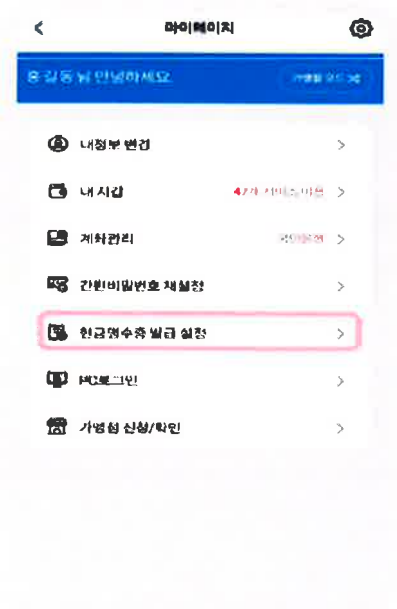 마이페이지
홍길동님 안녕하세요
내정보 변경
내 지갑
계좌관리
간편비밀번호 재설정
현금영수증 발급 설정
PC로그인
가맹점 신청/확인